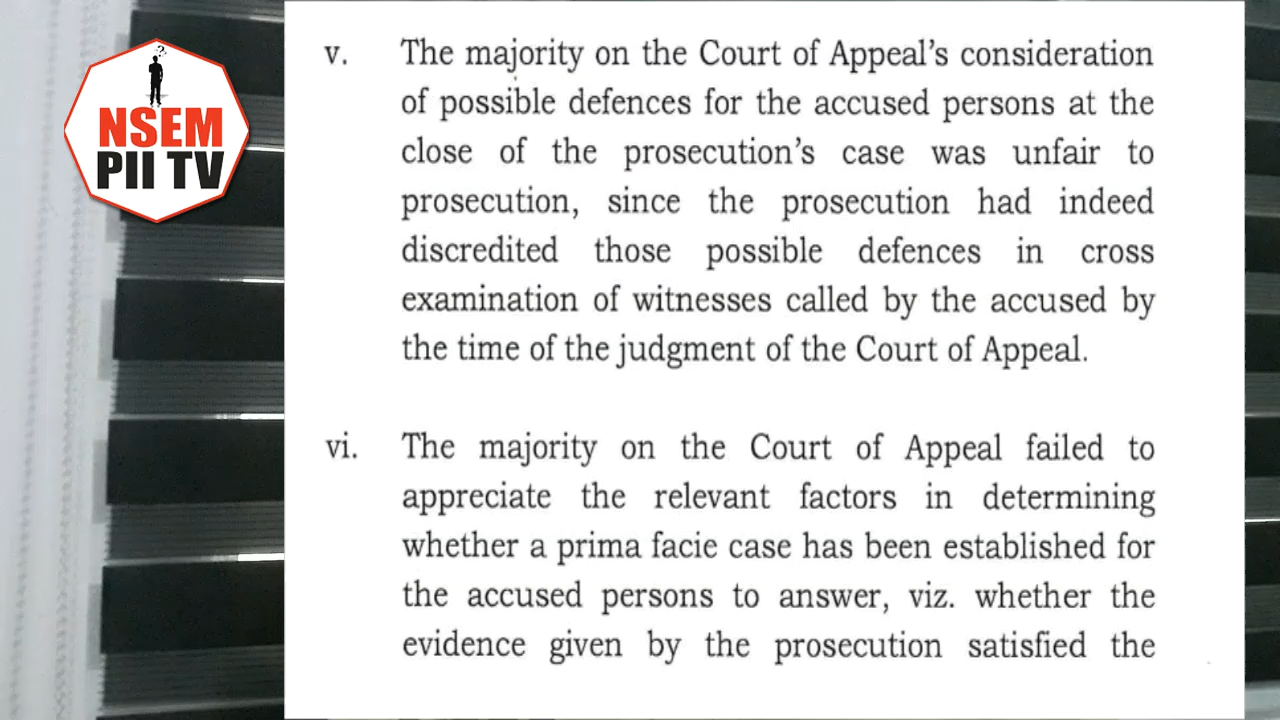 NSEM
PII TV
v. The majority on the Court of Appeal's consideration
of possible defences for the accused persons at the
close of the prosecution's case was unfair to
prosecution, since the prosecution had indeed
discredited those possible defences in cross
examination of witnesses called by the accused by
the time of the judgment of the Court of Appeal.
vi. The majority on the Court of Appeal failed to
appreciate the relevant factors in determining
whether a prima facie case has been established for
the accused persons to answer, viz. whether the
evidence given by the prosecution satisfied the